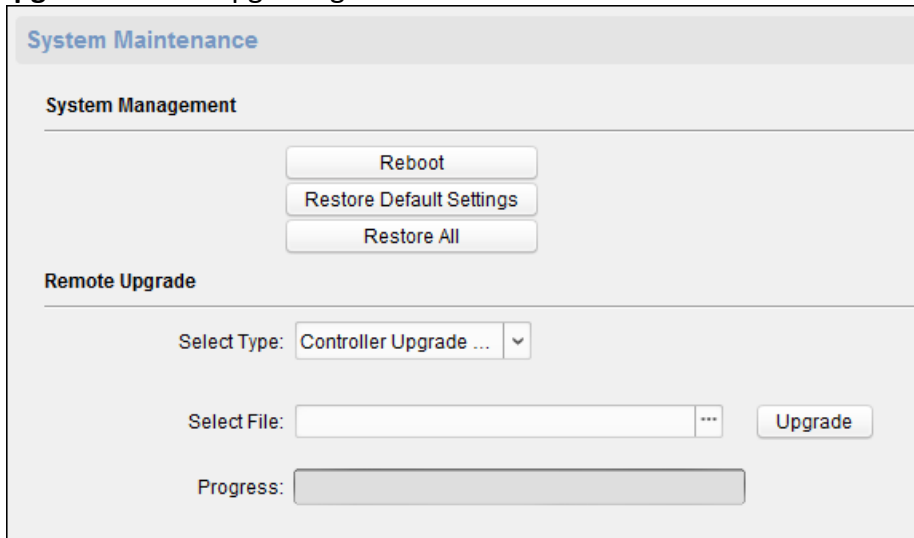 System Maintenance
System Management
Reboot
Restore Default Settings
Restore All
Remote Upgrade
Select Type: Controller Upgrade ...
Select File: ... Upgrade
Progress: